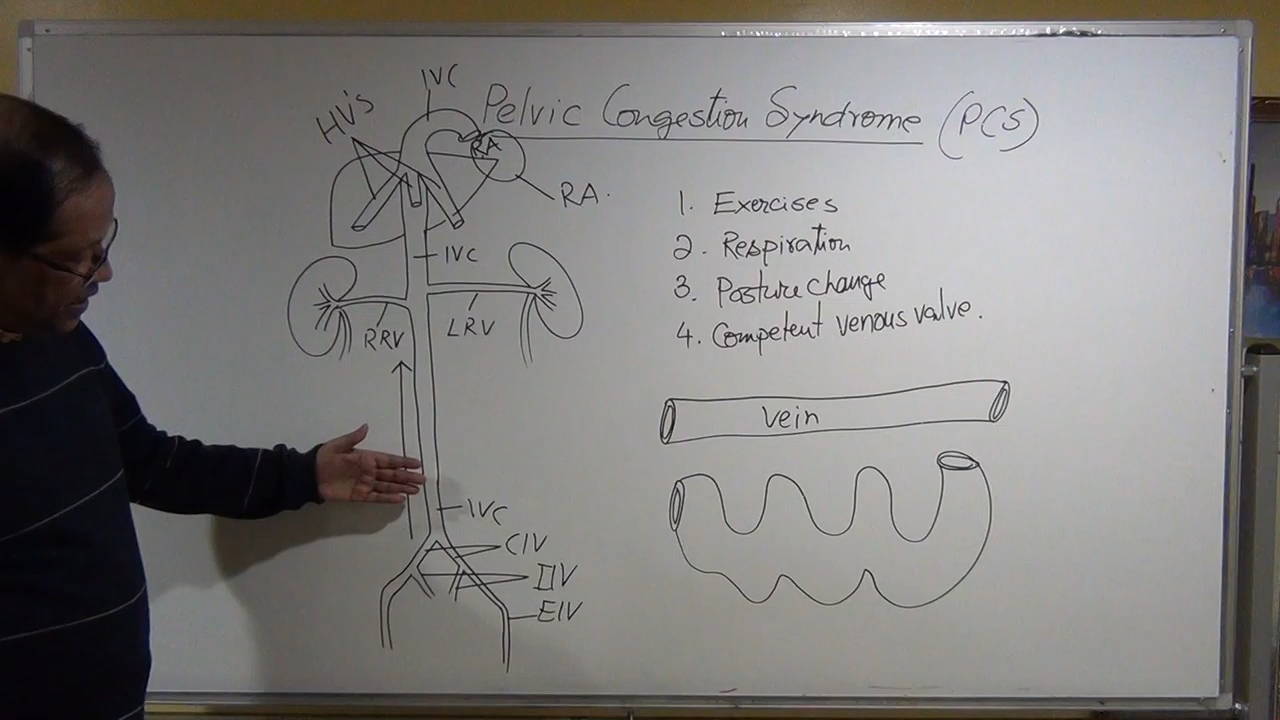 Pelvic Congestion Syndrome (PCS)
IVC
HV's
RA
RA.
IVC
RRV
LRV
IVC
CIV
IIV
EIV
1. Exercises
2. Respiration
3. Posture change
4. Competent venous valve.
Vein